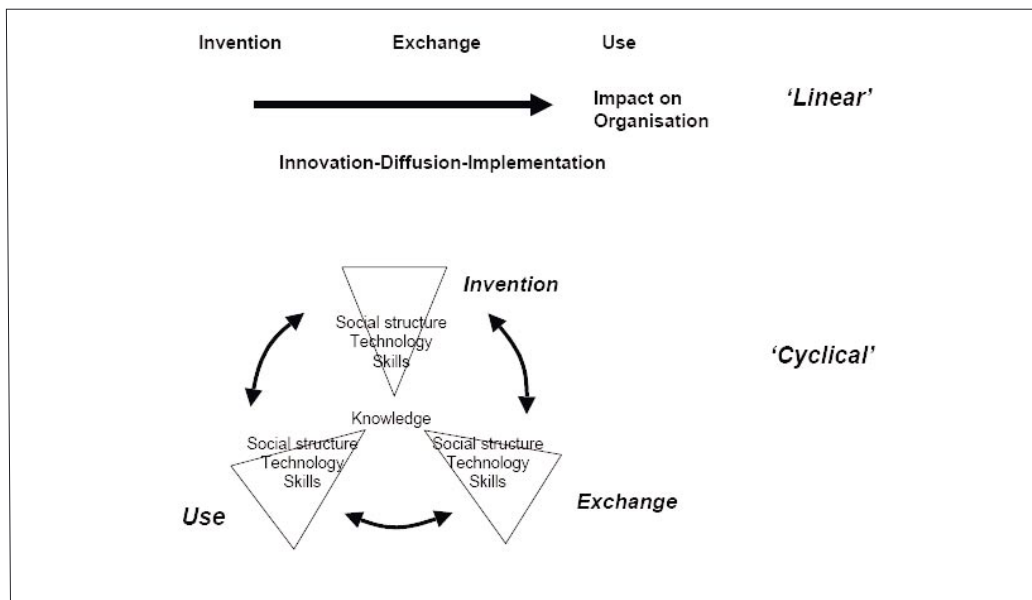 Invention Exchange Use
Impact on
Organisation
'Linear'
Innovation-Diffusion-Implementation
Invention
Social structure
Technology
Skills
'Cyclical'
Knowledge
Social structure
Technology
Skills
Social structure
Technology
Skills
Use
Exchange